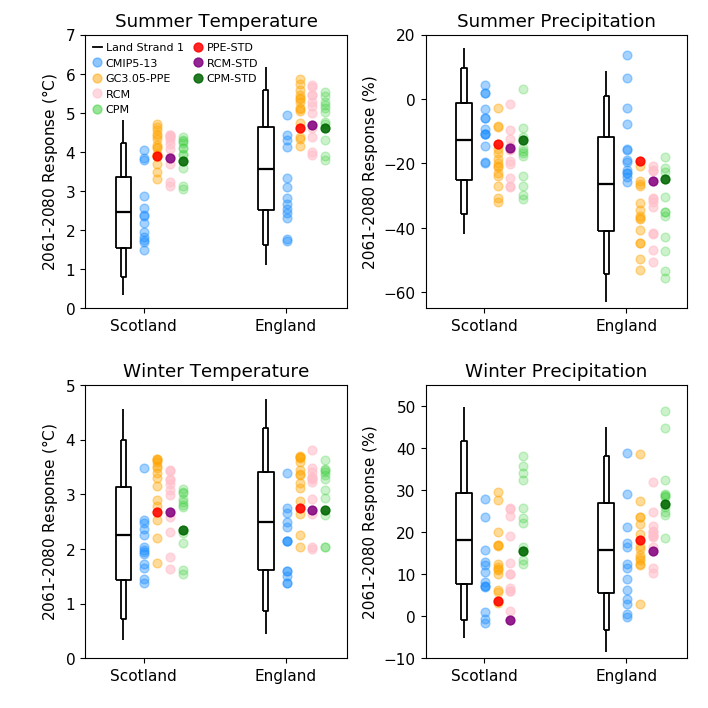 Summer Temperature
Summer Precipitation
7
6
5
4
3
2
1
0
2061-2080 Response (°C)
Land Strand 1
CMIP5-13
GC3.05-PPE
RCM
CPM
PPE-STD
RCM-STD
CPM-STD
Scotland
England
20
0
−20
−40
−60
2061-2080 Response (%)
Scotland
England
Winter Temperature
Winter Precipitation
5
4
3
2
1
0
2061-2080 Response (°C)
Scotland
England
50
40
30
20
10
0
−10
2061-2080 Response (%)
Scotland
England